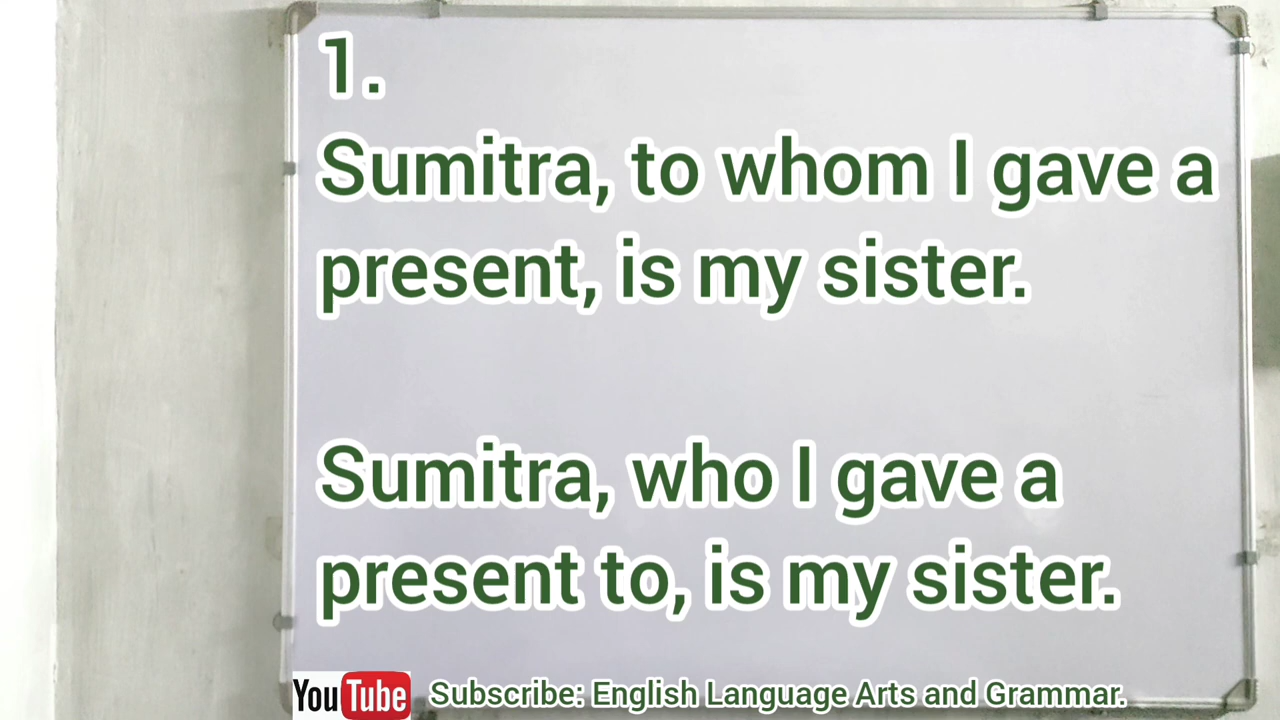 1.
Sumitra, to whom I gave a
present, is my sister.
Sumitra, who I gave a
present to, is my sister.
YouTube Subscribe: English Language Arts and Grammar.